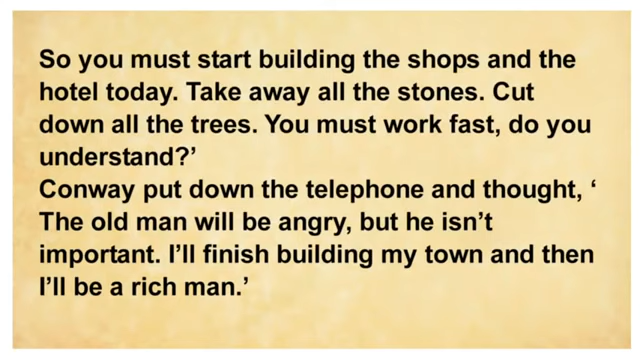 So you must start building the shops and the
hotel today. Take away all the stones. Cut
down all the trees. You must work fast, do you
understand?’
Conway put down the telephone and thought, ‘
The old man will be angry, but he isn’t
important. I’ll finish building my town and then
I’ll be a rich man.’